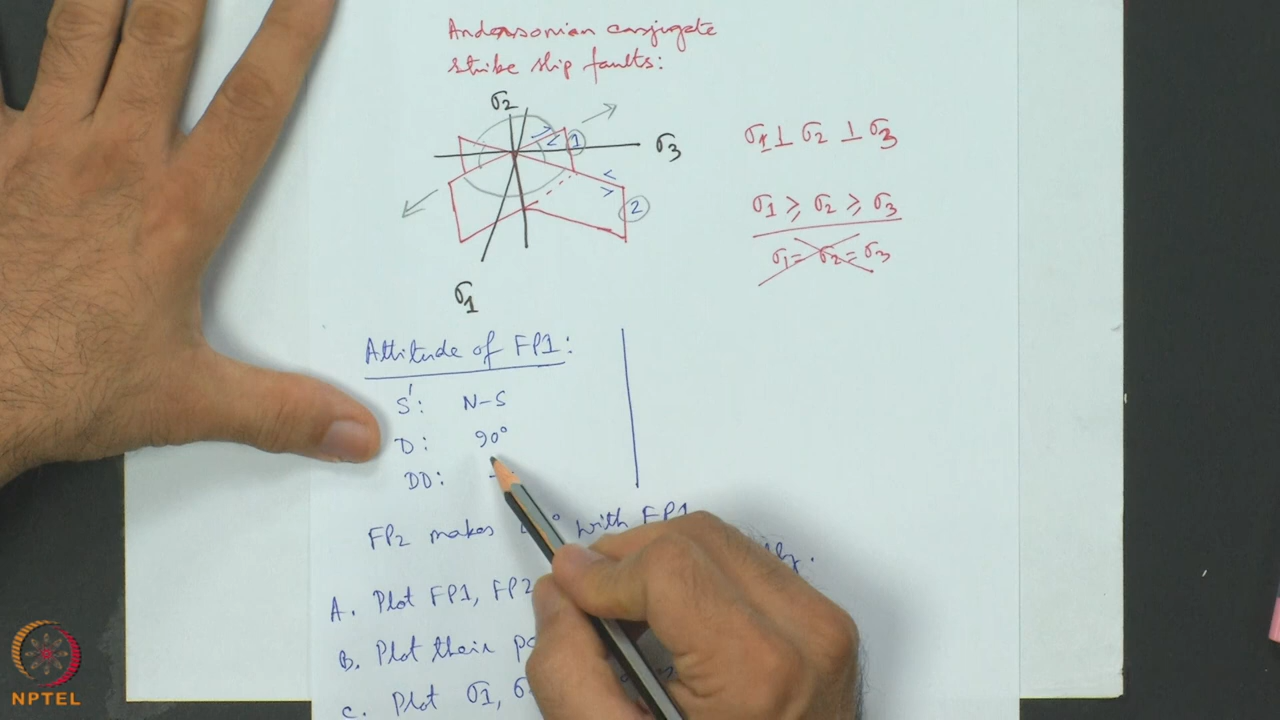 Andersonian conjugate
strike slip faults:
σ2
1
σ3
2
σ1
σ1 ⊥ σ2 ⊥ σ3
σ1 ≥ σ2 ≥ σ3
σ1 = σ2 = σ3
Attitude of FP1:
S: N-S
D: 90°
DD:
FP2 makes with FP1
A. Plot FP1, FP2
B. Plot their
C. Plot σ1,
NPTEL